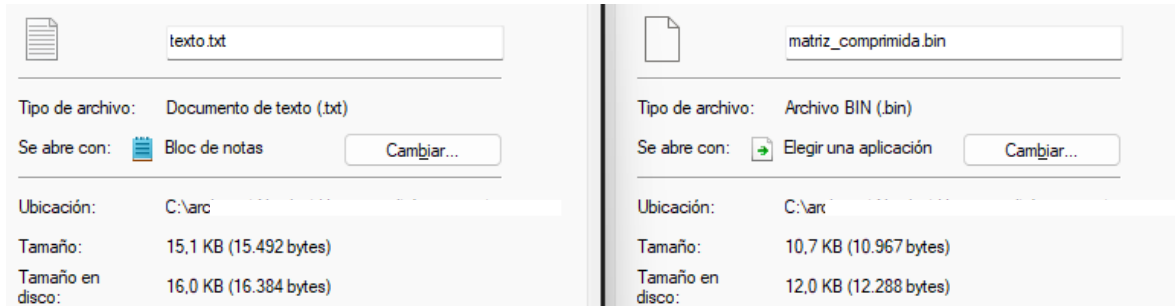 texto.txt
Tipo de archivo: Documento de texto (.txt)
Se abre con: Bloc de notas Cambiar...
Ubicación: C:\arc
Tamaño: 15,1 KB (15.492 bytes)
Tamaño en disco: 16,0 KB (16.384 bytes)
matriz_comprimida.bin
Tipo de archivo: Archivo BIN (.bin)
Se abre con: Elegir una aplicación Cambiar...
Ubicación: C:\arc
Tamaño: 10,7 KB (10.967 bytes)
Tamaño en disco: 12,0 KB (12.288 bytes)